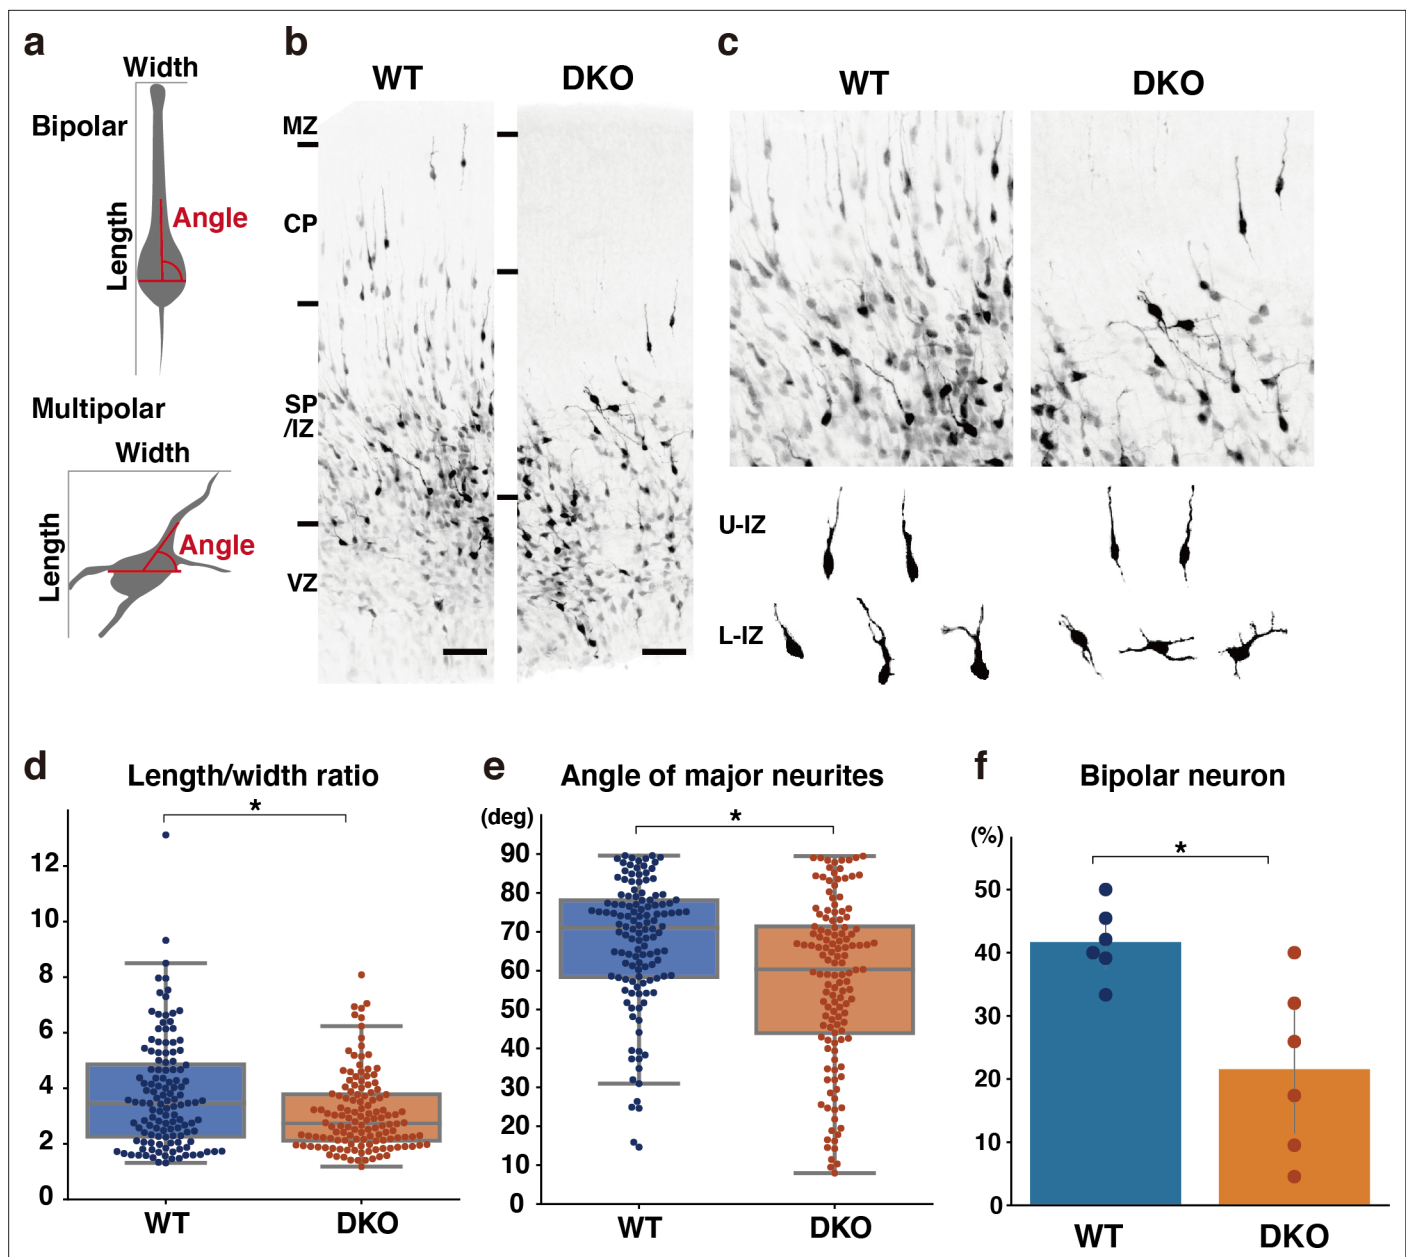 a
Width
Bipolar
Length
Angle
Multipolar
Width
Length
Angle
b
WT
DKO
MZ
CP
SP
/IZ
VZ
c
WT
DKO
U-IZ
L-IZ
d
Length/width ratio
*
12
10
8
6
4
2
0
WT
DKO
e
Angle of major neurites
(deg)
*
90
80
70
60
50
40
30
20
10
0
WT
DKO
f
Bipolar neuron
(%)
*
50
40
30
20
10
0
WT
DKO